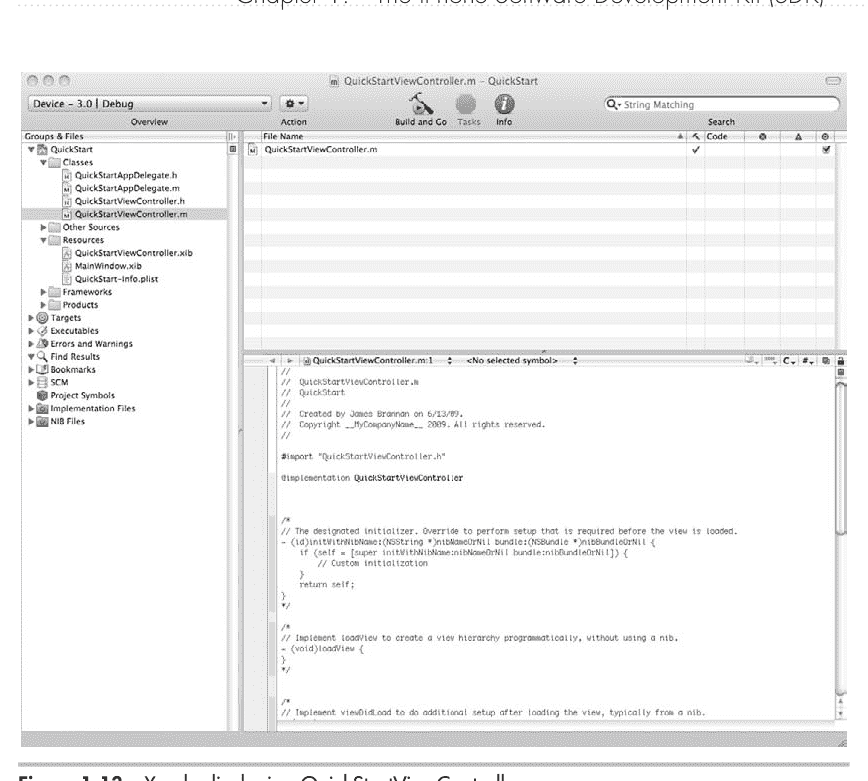 Chapter 1: The iPhone Software Development Kit (SDK)
QuickStartViewController.m – QuickStart
Device – 3.0 | Debug
String Matching
Overview
Action
Build and Go
Tasks
Info
Search
Groups & Files
File Name
Code
QuickStart
QuickStartViewController.m
Classes
QuickStartAppDelegate.h
QuickStartAppDelegate.m
QuickStartViewController.h
QuickStartViewController.m
Other Sources
Resources
QuickStartViewController.xib
MainWindow.xib
QuickStart-Info.plist
Frameworks
Products
Targets
Executables
Errors and Warnings
Find Results
Bookmarks
SCM
Project Symbols
Implementation Files
NIB Files
QuickStartViewController.m:1
<No selected symbol>
C
#
//
// QuickStartViewController.m
// QuickStart
//
// Created by James Brannan on 6/13/09.
// Copyright __MyCompanyName__ 2009. All rights reserved.
//
#import "QuickStartViewController.h"
@implementation QuickStartViewController
/*
// The designated initializer. Override to perform setup that is required before the view is loaded.
- (id)initWithNibName:(NSString *)nibNameOrNil bundle:(NSBundle *)nibBundleOrNil {
if (self = [super initWithNibName:nibNameOrNil bundle:nibBundleOrNil]) {
// Custom initialization
}
return self;
}
*/
/*
// Implement loadView to create a view hierarchy programmatically, without using a nib.
- (void)loadView {
}
*/
/*
// Implement viewDidLoad to do additional setup after loading the view, typically from a nib.
Figure 1-12 Xcode displaying QuickStartViewController